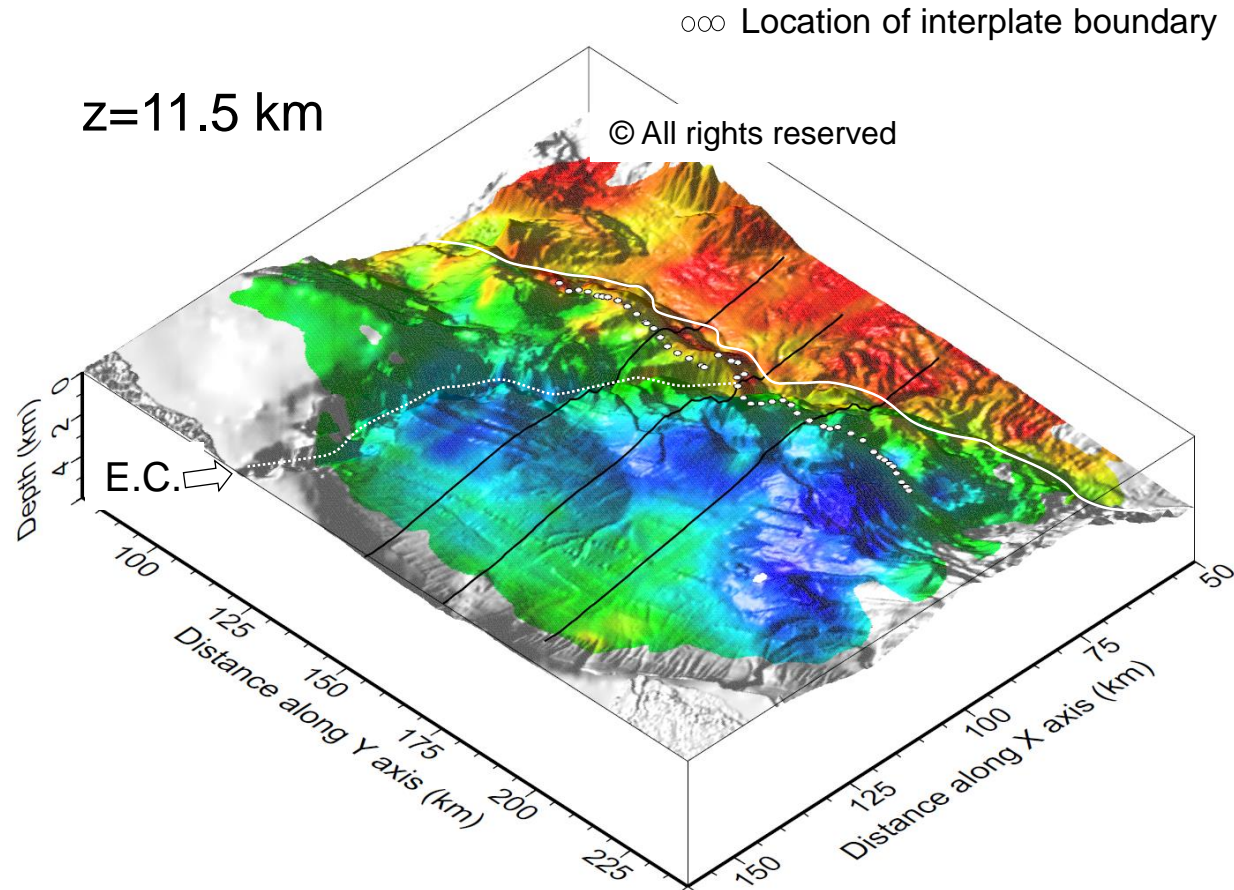 Location of interplate boundary
z=11.5 km
© All rights reserved
0
2
4
Depth (km)
E.C.
100
125
150
175
200
225
Distance along Y axis (km)
50
75
100
125
150
Distance along X axis (km)